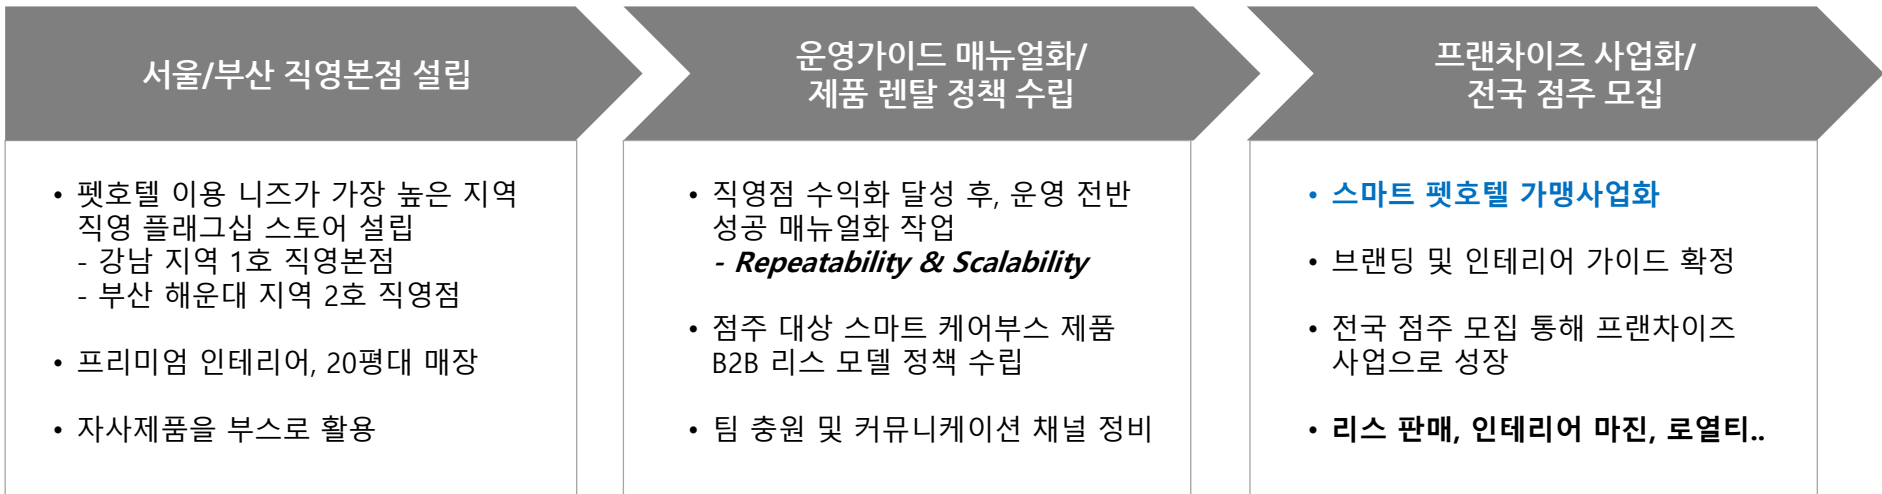 서울/부산 직영본점 설립
• 펫호텔 이용 니즈가 가장 높은 지역
직영 플래그십 스토어 설립
- 강남 지역 1호 직영본점
- 부산 해운대 지역 2호 직영점
• 프리미엄 인테리어, 20평대 매장
• 자사제품을 부스로 활용
운영가이드 매뉴얼화/
제품 렌탈 정책 수립
• 직영점 수익화 달성 후, 운영 전반
성공 매뉴얼화 작업
- Repeatability & Scalability
• 점주 대상 스마트 케어부스 제품
B2B 리스 모델 정책 수립
• 팀 충원 및 커뮤니케이션 채널 정비
프랜차이즈 사업화/
전국 점주 모집
• 스마트 펫호텔 가맹사업화
• 브랜딩 및 인테리어 가이드 확정
• 전국 점주 모집 통해 프랜차이즈
사업으로 성장
• 리스 판매, 인테리어 마진, 로열티..